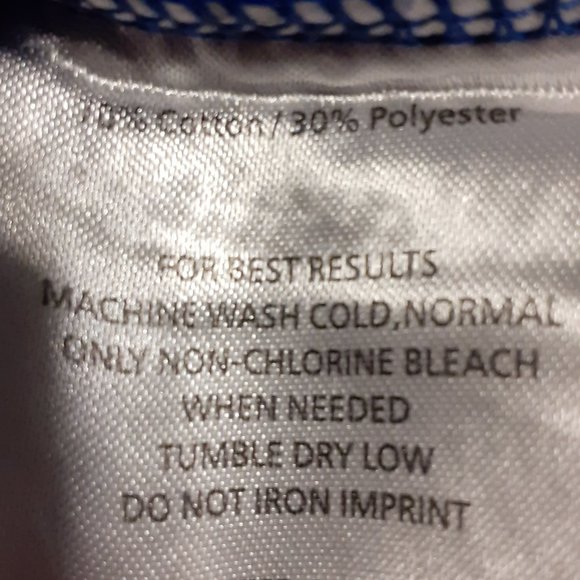 70% Cotton / 30% Polyester
FOR BEST RESULTS
MACHINE WASH COLD,NORMAL
ONLY NON-CHLORINE BLEACH
WHEN NEEDED
TUMBLE DRY LOW
DO NOT IRON IMPRINT